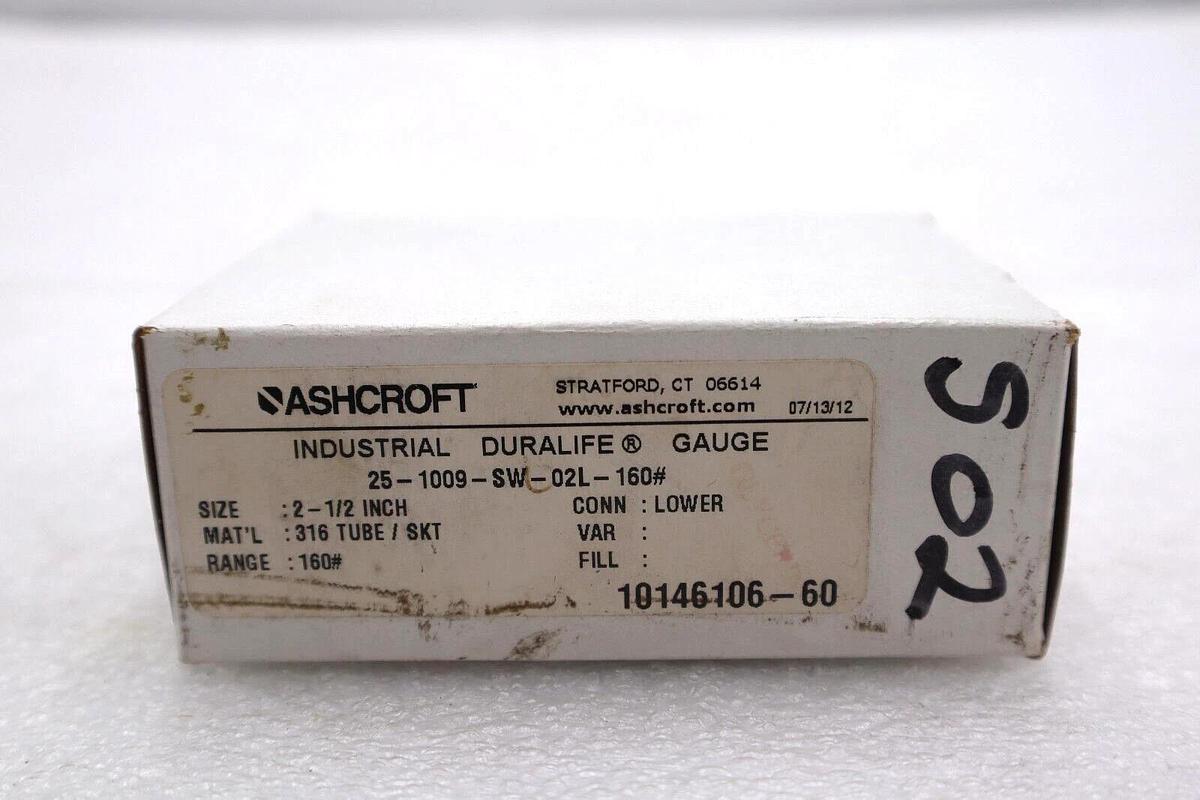 ASHCROFT
STRATFORD, CT 06614
www.ashcroft.com 07/13/12
INDUSTRIAL DURALIFE® GAUGE
25-1009-SW-02L-160#
SIZE :2-1/2 INCH CONN :LOWER
MAT'L :316 TUBE / SKT VAR :
RANGE :160# FILL :
10146106-60
S02